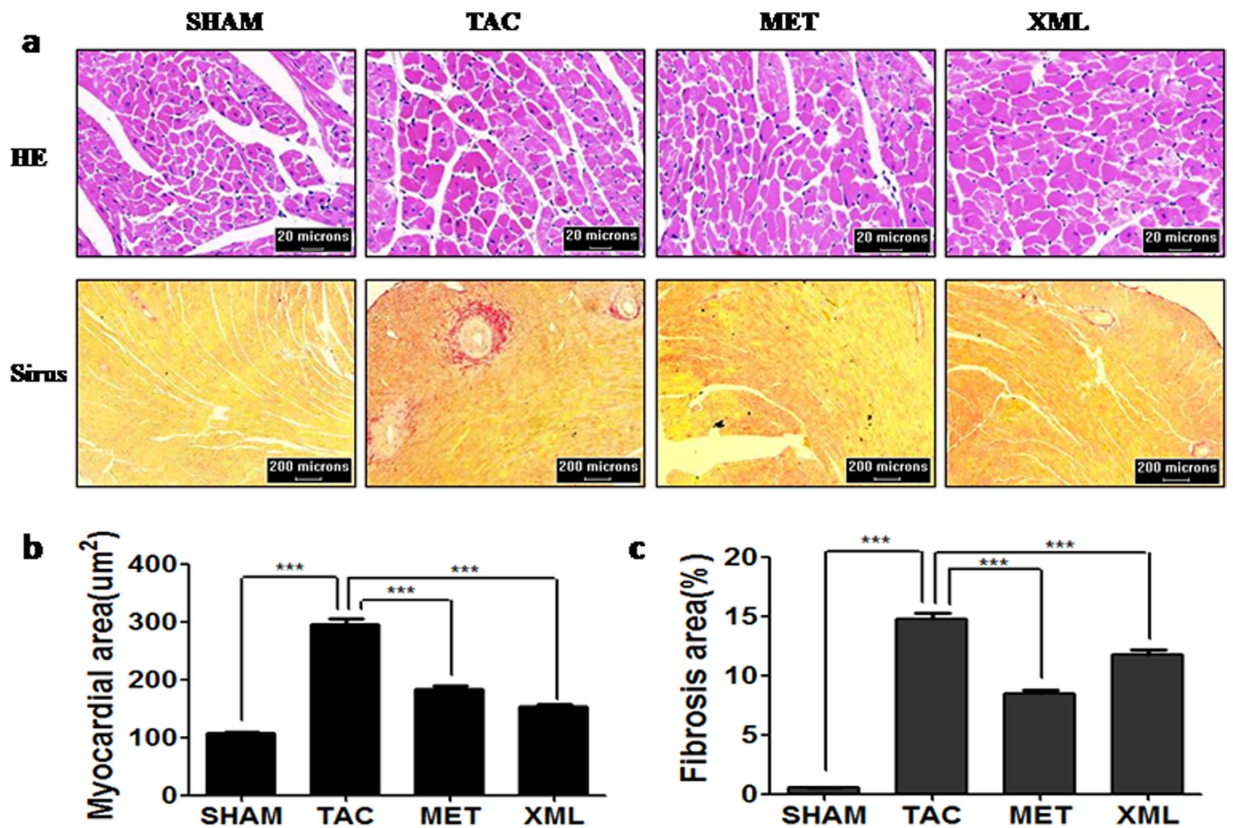 SHAM TAC MET XML
a
HE
20 microns 20 microns 20 microns 20 microns
Sirus
200 microns 200 microns 200 microns 200 microns
b
Myocardial area(um²)
400
300
200
100
0
*** *** ***
SHAM TAC MET XML
c
Fibrosis area(%)
20
15
10
5
0
*** *** ***
SHAM TAC MET XML